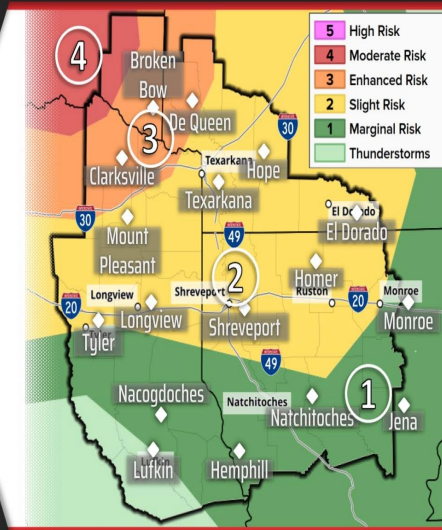 5 High Risk
4 Moderate Risk
3 Enhanced Risk
2 Slight Risk
1 Marginal Risk
Thunderstorms
4
Broken
Bow
De Queen
3
30
Clarksville
Texarkana
Hope
Texarkana
30
Mount
Pleasant
49
El Dorado
El Dorado
2
Homer
Longview
Shreveport
Ruston
Monroe
20
20
Tyler
Longview
Shreveport
Monroe
49
Nacogdoches
Natchitoches
Natchitoches
1
Jena
Lufkin
Hemphill